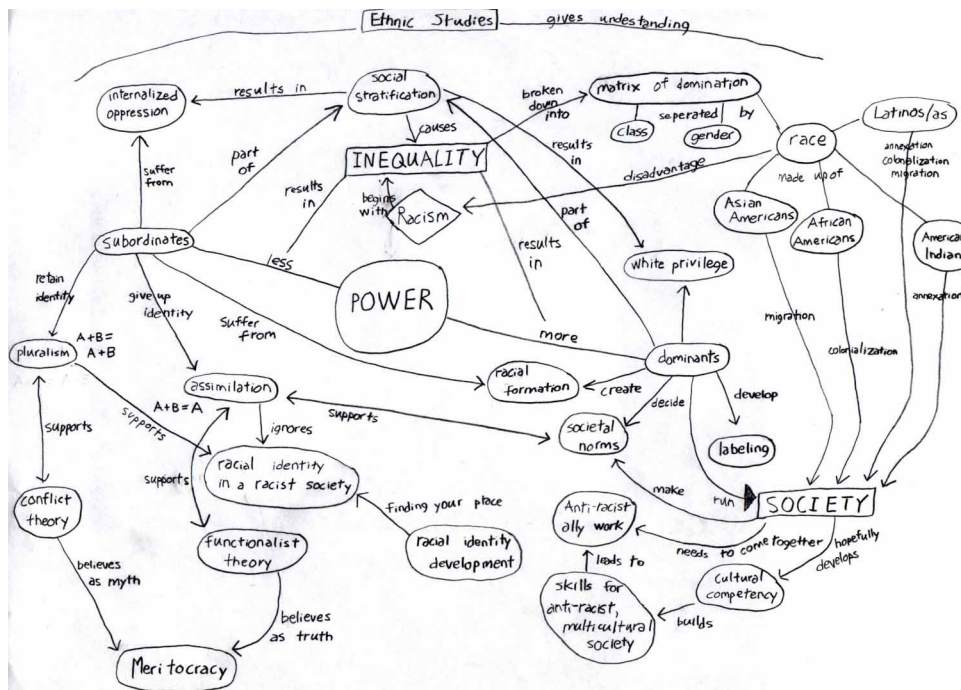 Ethnic Studies
gives undestanding
internalized
oppression
results in
social
stratification
broken
down
into
matrix of domination
class
seperated by
gender
Latinos/as
race
annexation
colonialization
migration
causes
INEQUALITY
results
in
disadvantage
made up of
suffer
from
part
of
results
in
begins
with
Racism
part
of
results
in
Asian
Americans
African
Americans
American
Indian
subordinates
less
POWER
white privilege
annexation
retain
identity
give up
identity
suffer
from
more
migration
colonialization
pluralism
A+B=
A+B
dominants
racial
formation
create
decide
develop
assimilation
A+B=A
supports
societal
norms
labeling
supports
supports
ignores
racial identity
in a racist society
supports
conflict
theory
functionalist
theory
finding your place
racial identity
development
make
run
SOCIETY
Anti-racist
ally work
needs to come together
hopefully
develops
believes
as myth
believes
as truth
leads to
skills for
anti-racist,
multicultural
society
builds
cultural
competency
Meritocracy